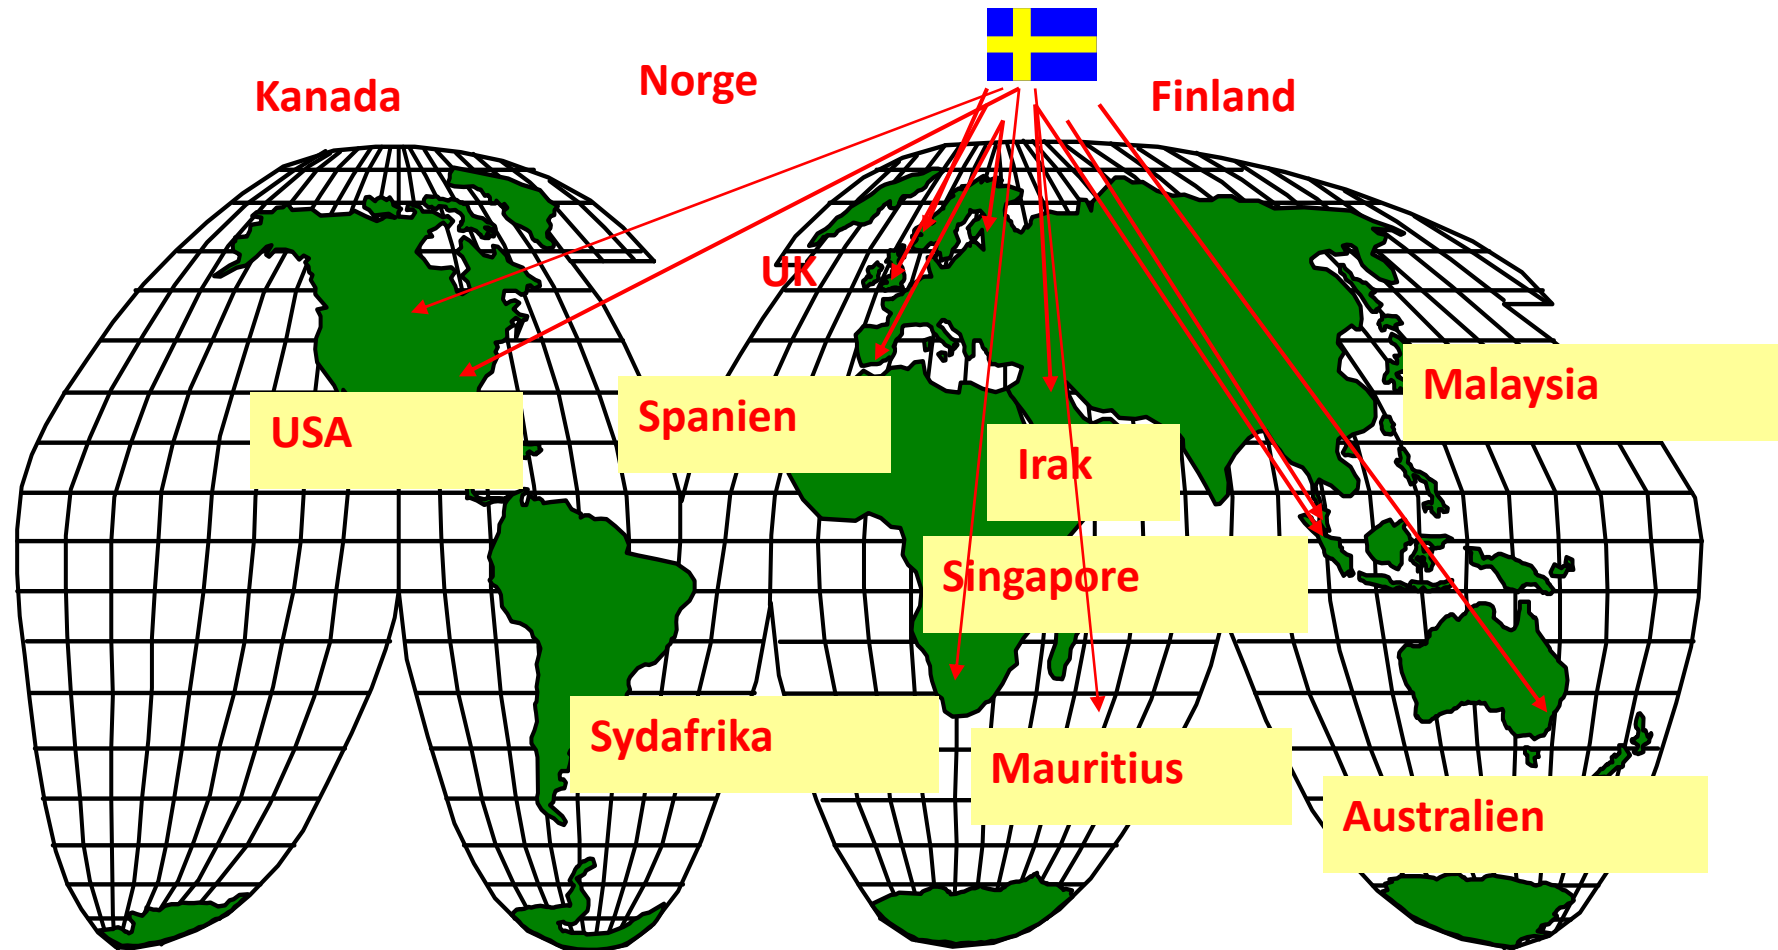 Norge
Kanada
Finland
UK
Malaysia
Spanien
USA
Irak
Singapore
Sydafrika
Mauritius
Australien